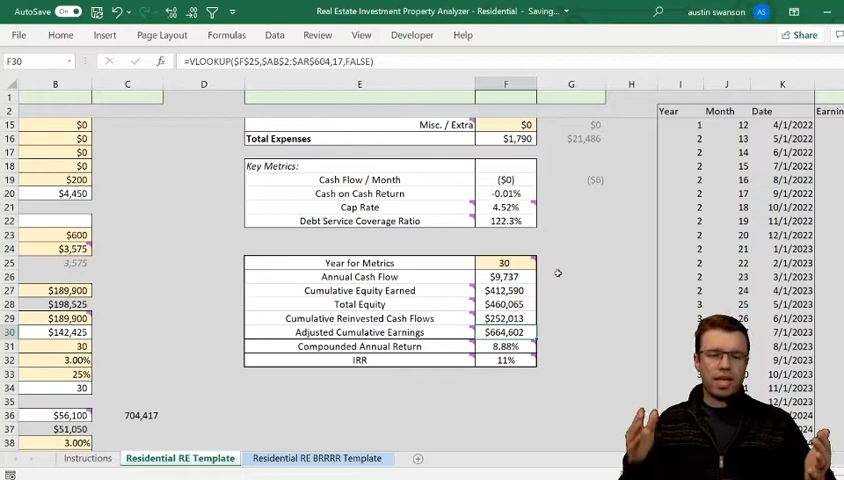 AutoSave On Real Estate Investment Property Analyzer - Residential - Saving... austin swanson AS
File Home Insert Page Layout Formulas Data Review View Developer Help Share
F30 fx =VLOOKUP($F$25,$AB$2:$AR$604,17,FALSE)
B C D E F G H I J K
1
2 Year Month Date Earnin
15 $0 Misc. / Extra $0 $0 1 12 4/1/2022
16 $0 Total Expenses $1,790 $21,486 2 13 5/1/2022
17 $0 2 14 6/1/2022
18 $0 Key Metrics: 2 15 7/1/2022
19 $200 Cash Flow / Month ($0) ($6) 2 16 8/1/2022
20 $4,450 Cash on Cash Return -0.01% 2 17 9/1/2022
21 Cap Rate 4.52% 2 18 10/1/2022
22 Debt Service Coverage Ratio 122.3% 2 19 11/1/2022
23 $600 2 20 12/1/2022
24 $3,575 2 21 1/1/2023
25 3,575 Year for Metrics 30 2 22 2/1/2023
26 Annual Cash Flow $9,737 2 23 3/1/2023
27 $189,900 Cumulative Equity Earned $412,590 2 24 4/1/2023
28 $198,525 Total Equity $460,065 3 25 5/1/2023
29 $189,900 Cumulative Reinvested Cash Flows $252,013 3 26 6/1/2023
30 $142,425 Adjusted Cumulative Earnings $664,602 7/1/2023
31 30 Compounded Annual Return 8.88% 8/1/2023
32 3.00% IRR 11% 9/1/2023
33 25% 10/1/2023
34 30 11/1/2023
35 12/1/2023
36 $56,100 704,417 2024
37 $51,050 2024
38 3.00%
Instructions Residential RE Template Residential RE BRRRR Template